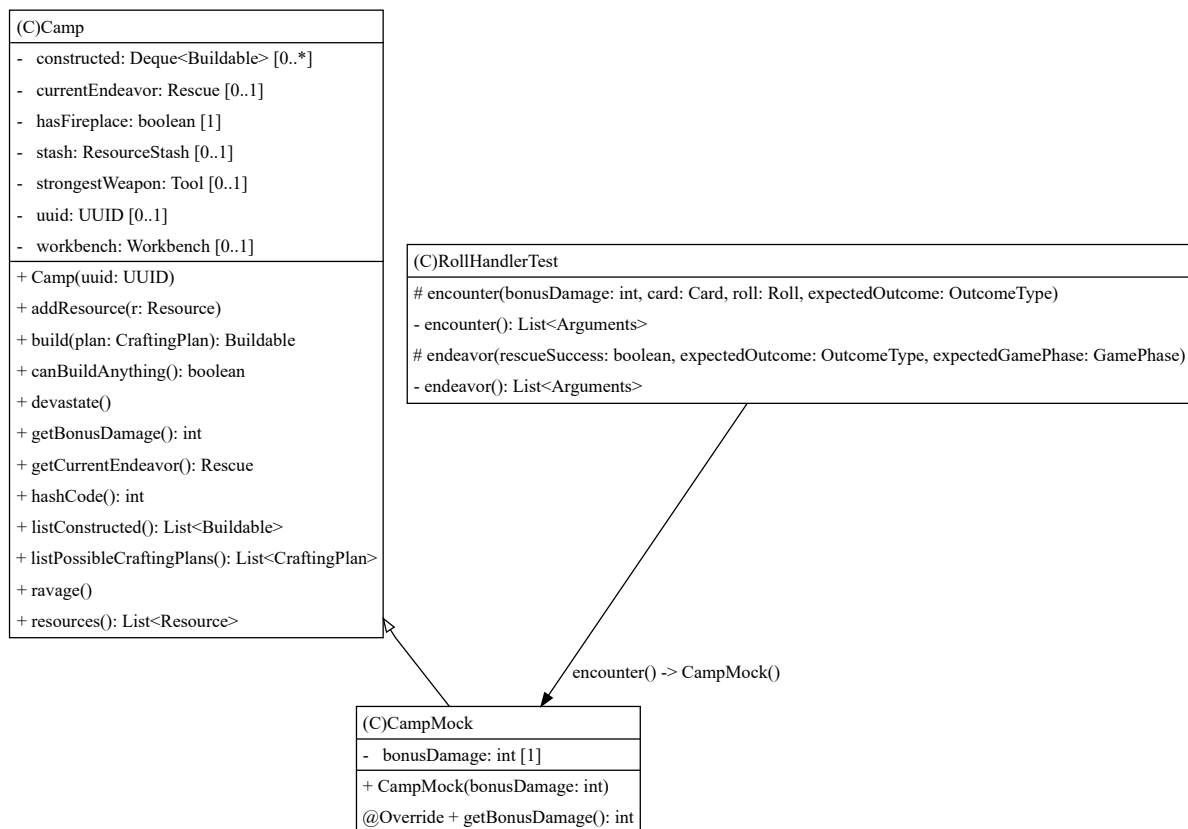 (C)Camp
- constructed: Deque<Buildable> [0..*]
- currentEndeavor: Rescue [0..1]
- hasFireplace: boolean [1]
- stash: ResourceStash [0..1]
- strongestWeapon: Tool [0..1]
- uuid: UUID [0..1]
- workbench: Workbench [0..1]
+ Camp(uuid: UUID)
+ addResource(r: Resource)
+ build(plan: CraftingPlan): Buildable
+ canBuildAnything(): boolean
+ devastate()
+ getBonusDamage(): int
+ getCurrentEndeavor(): Rescue
+ hashCode(): int
+ listConstructed(): List<Buildable>
+ listPossibleCraftingPlans(): List<CraftingPlan>
+ ravage()
+ resources(): List<Resource>
(C)RollHandlerTest
# encounter(bonusDamage: int, card: Card, roll: Roll, expectedOutcome: OutcomeType)
- encounter(): List<Arguments>
# endeavor(rescueSuccess: boolean, expectedOutcome: OutcomeType, expectedGamePhase: GamePhase)
- endeavor(): List<Arguments>
encounter() -> CampMock()
(C)CampMock
- bonusDamage: int [1]
+ CampMock(bonusDamage: int)
@Override + getBonusDamage(): int